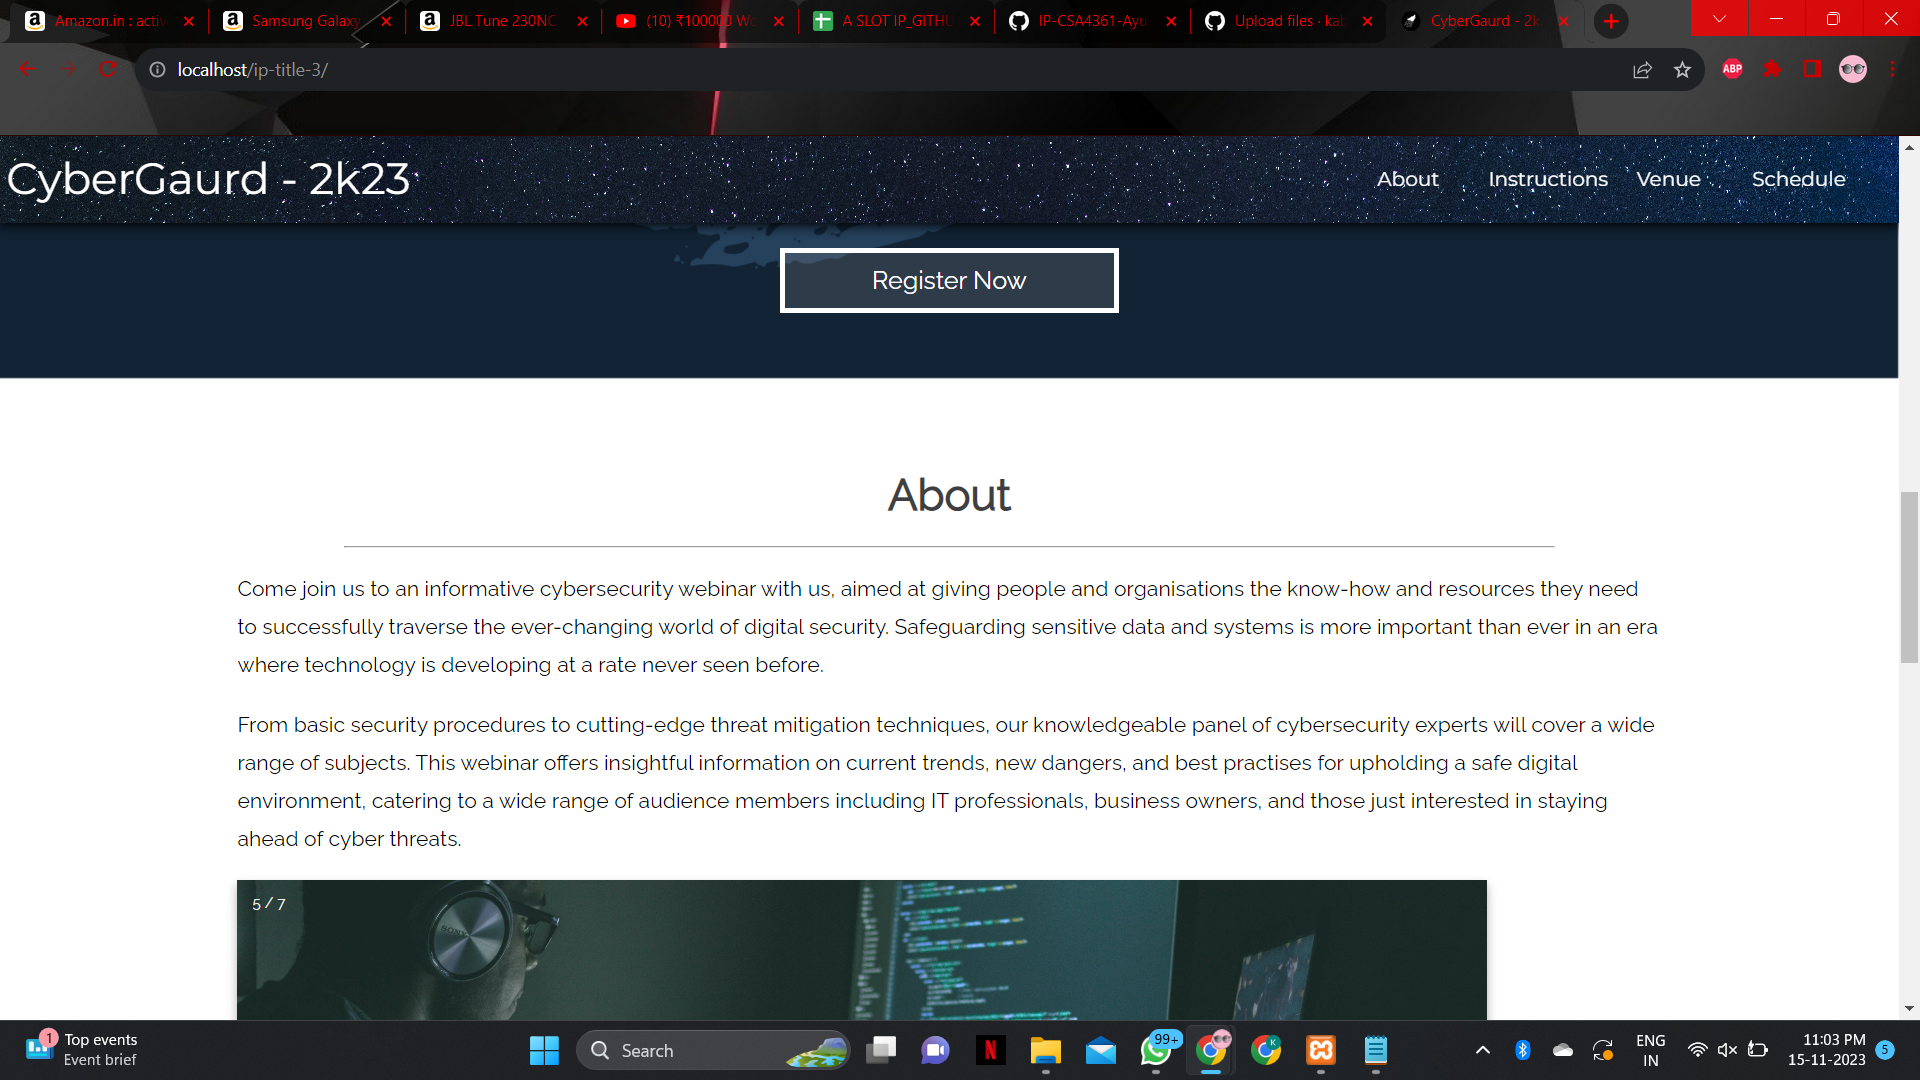 Amazon.in : activ
Samsung Galaxy
JBL Tune 230NC
(10) ₹100000 Wo
A SLOT IP_GITHU
IP-CSA4361-Ayu
Upload files · kal
CyberGaurd - 2k
localhost/ip-title-3/
ABP
CyberGaurd - 2k23
About
Instructions
Venue
Schedule
Register Now
About
Come join us to an informative cybersecurity webinar with us, aimed at giving people and organisations the know-how and resources they need
to successfully traverse the ever-changing world of digital security. Safeguarding sensitive data and systems is more important than ever in an era
where technology is developing at a rate never seen before.
From basic security procedures to cutting-edge threat mitigation techniques, our knowledgeable panel of cybersecurity experts will cover a wide
range of subjects. This webinar offers insightful information on current trends, new dangers, and best practises for upholding a safe digital
environment, catering to a wide range of audience members including IT professionals, business owners, and those just interested in staying
ahead of cyber threats.
5 / 7
SONY
1
Top events
Event brief
Search
99+
K
ENG
IN
11:03 PM
15-11-2023
5